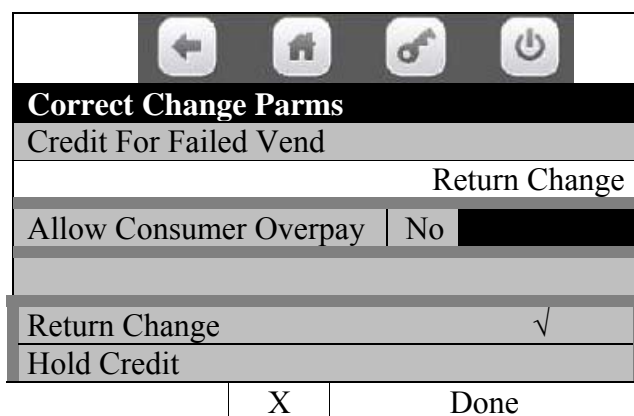 Correct Change Parms
Credit For Failed Vend
Return Change
Allow Consumer Overpay No
Return Change √
Hold Credit
X Done